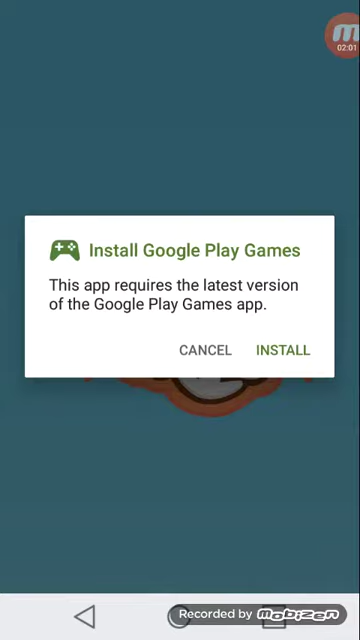 02:01
Install Google Play Games
This app requires the latest version
of the Google Play Games app.
CANCEL INSTALL
Recorded by mobizen